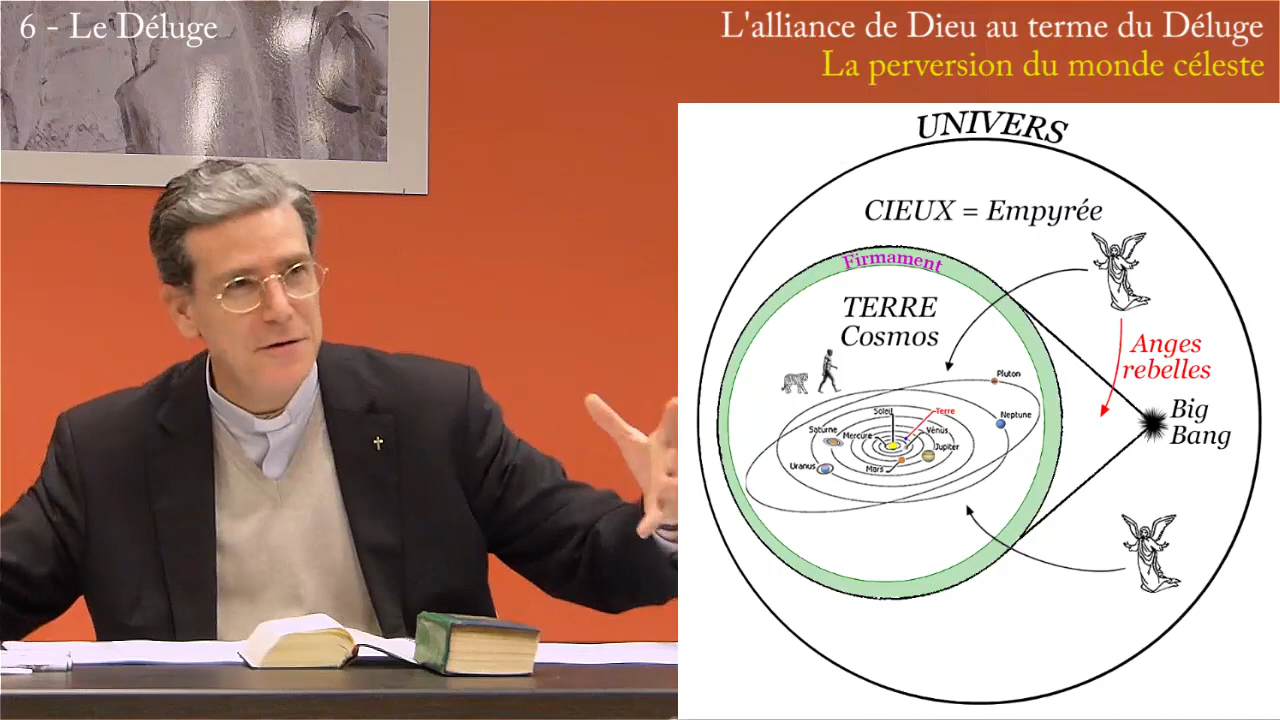 6 - Le Déluge
L'alliance de Dieu au terme du Déluge
La perversion du monde céleste
UNIVERS
CIEUX = Empyrée
Firmament
TERRE
Cosmos
Anges
rebelles
Big
Bang
Pluton
Soleil
Terre
Neptune
Saturne
Mercure
Vénus
Jupiter
Uranus
Mars